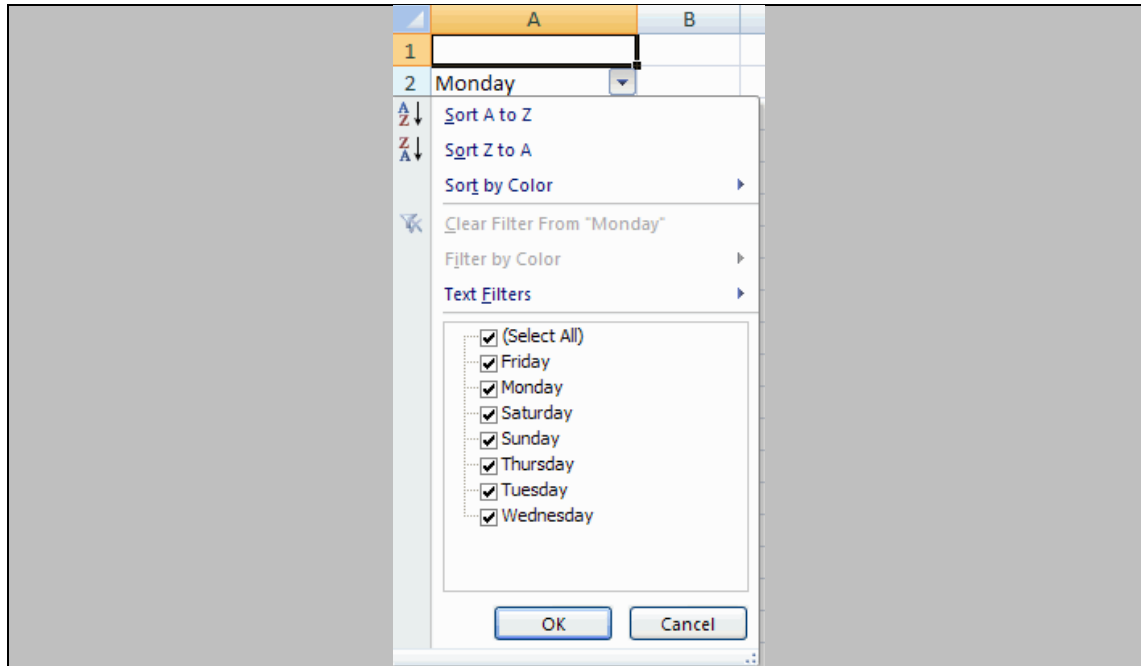 A B
1
2 Monday
A Z Sort A to Z
Z A Sort Z to A
Sort by Color
Clear Filter From "Monday"
Filter by Color
Text Filters
(Select All)
Friday
Monday
Saturday
Sunday
Thursday
Tuesday
Wednesday
OK Cancel